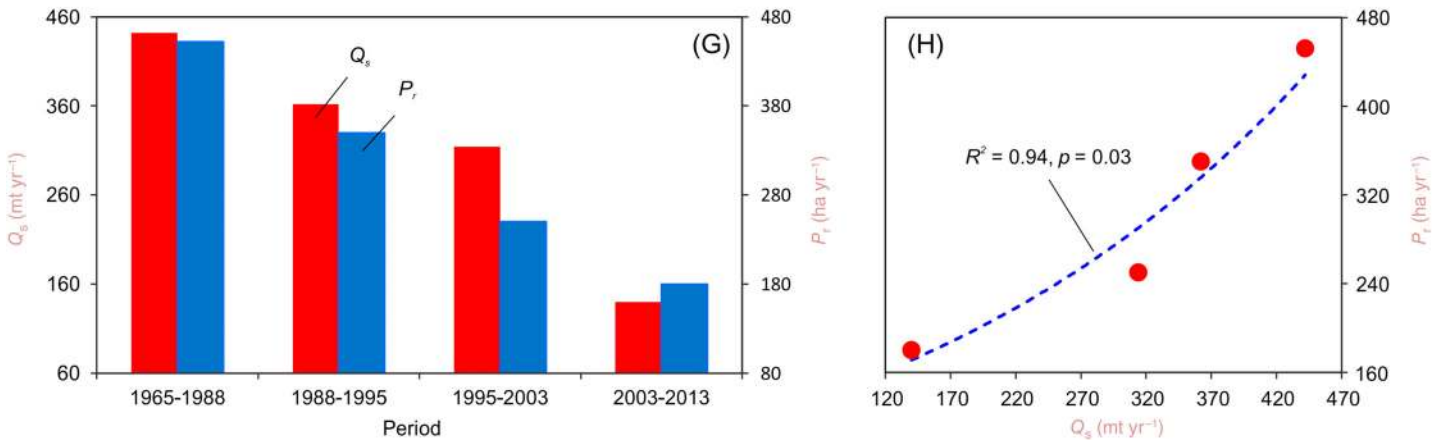 460
360
260
160
60
Qs (mt yr⁻¹)
(G)
Qs
Pr
480
380
280
180
80
Pr (ha yr⁻¹)
1965-1988 1988-1995 1995-2003 2003-2013
Period
(H)
R² = 0.94, p = 0.03
480
400
320
240
160
Pr (ha yr⁻¹)
120 170 220 270 320 370 420 470
Qs (mt yr⁻¹)